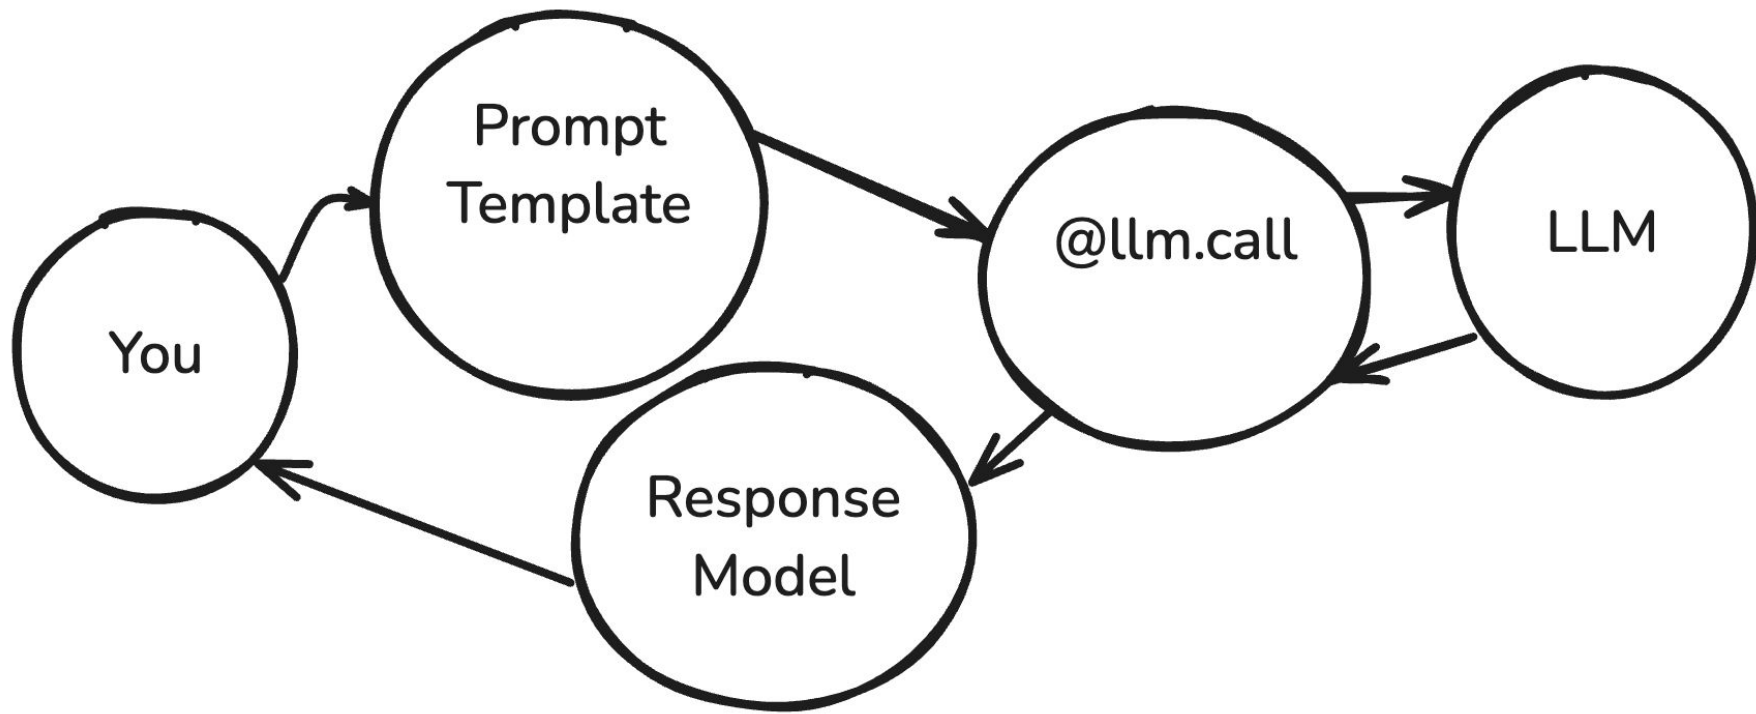 Prompt
Template
@llm.call
LLM
You
Response
Model